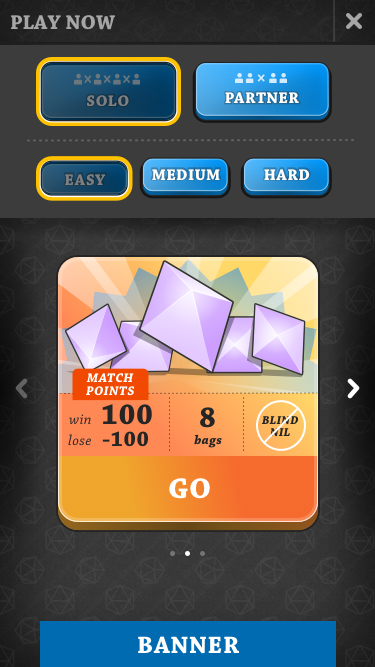 PLAY NOW
SOLO
PARTNER
EASY
MEDIUM
HARD
MATCH
POINTS
win 100
lose -100
8
bags
BLIND
NIL
GO
BANNER